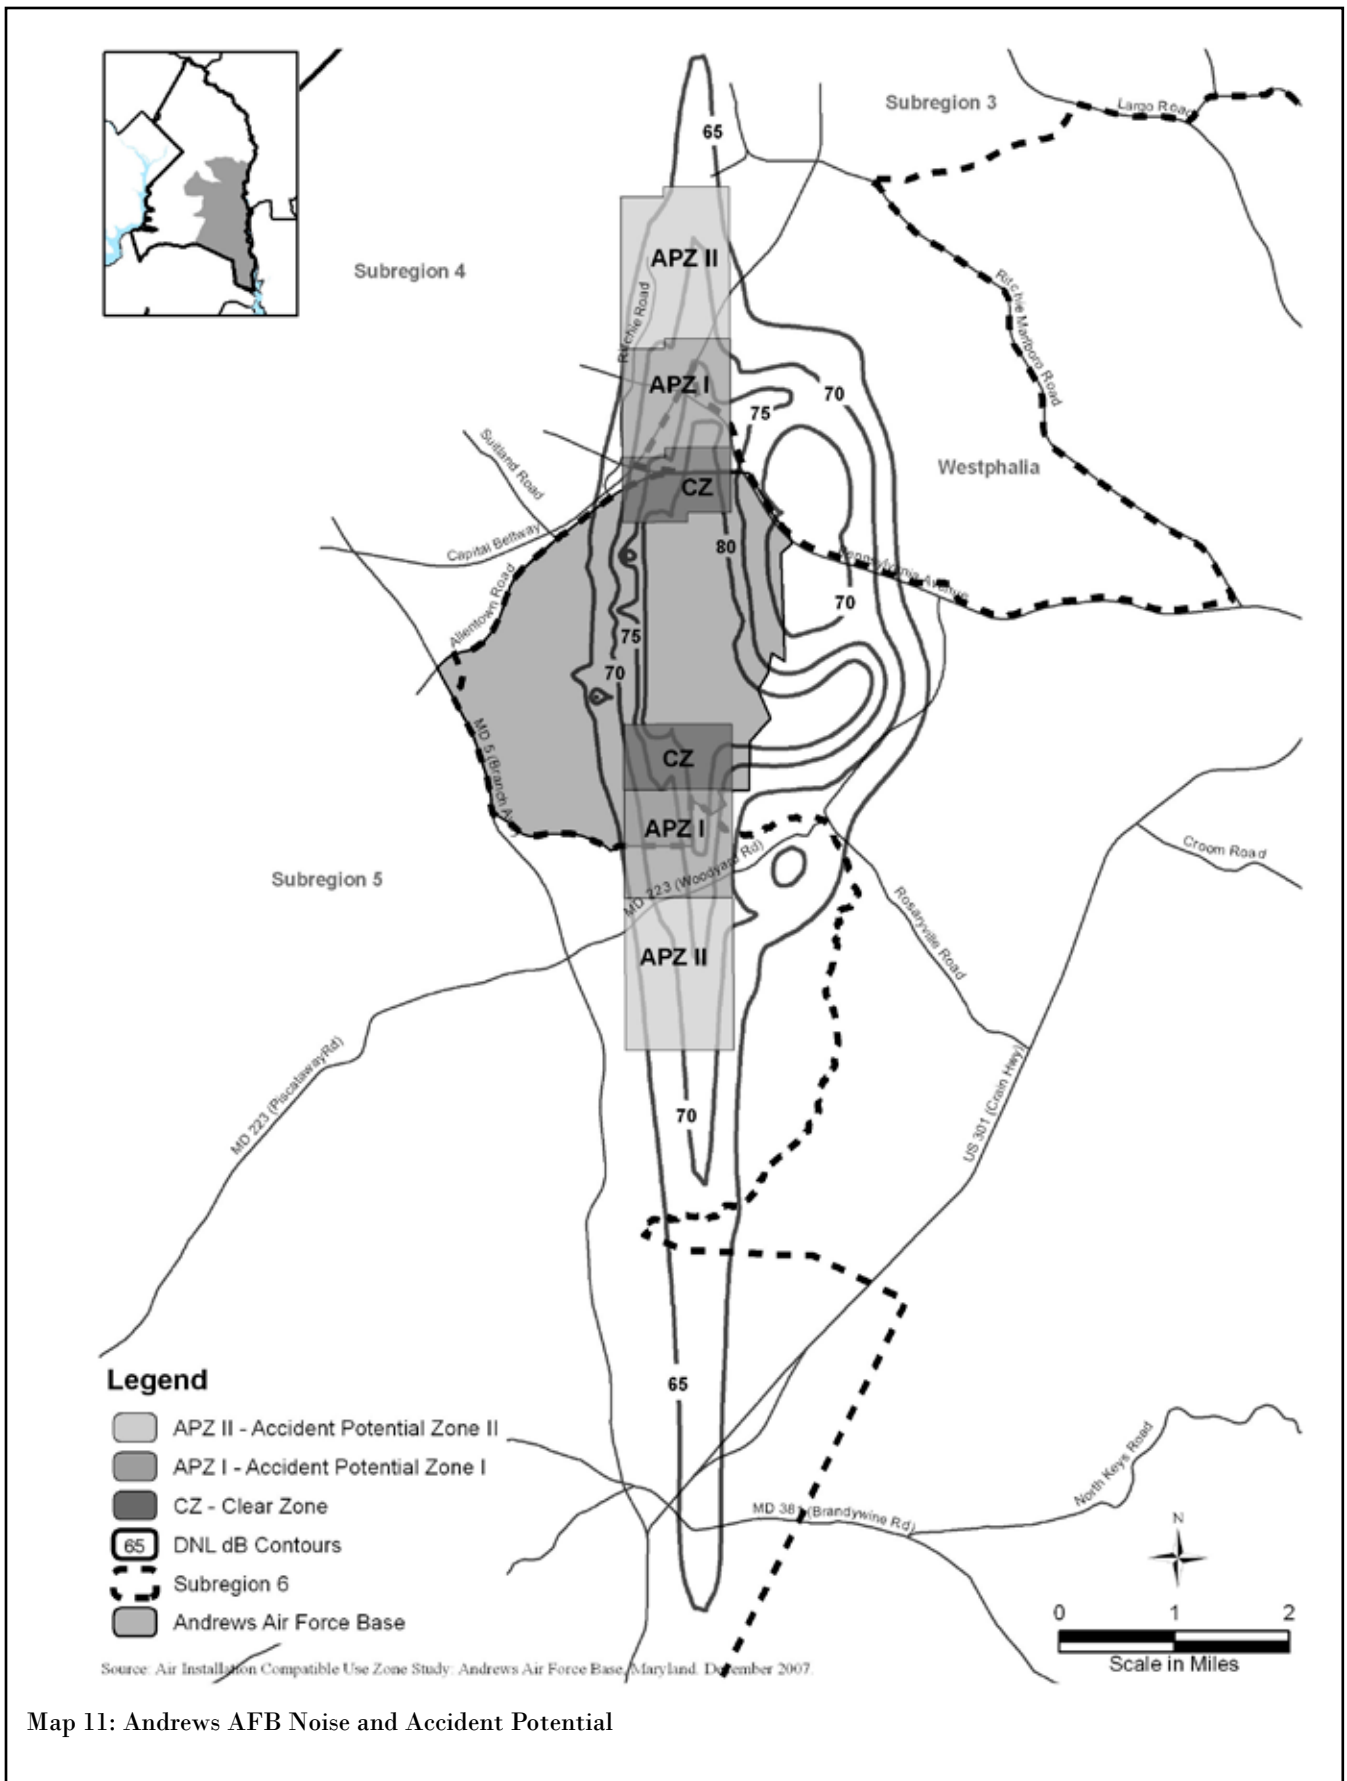 65
Subregion 3
Largo Road
Subregion 4
APZ II
Ritchie Road
Ritchie Marlboro Road
APZ I
70
75
Suitland Road
Westphalia
CZ
Capital Beltway
80
Pennsylvania Avenue
Allentown Road
70
75
70
MD 5 (Branch Av
CZ
APZ I
MD 223 (Woodyard Rd)
Croom Road
Subregion 5
Rosaryville Road
APZ II
MD 223 (Piscataway Rd)
US 301 (Crain Hwy)
70
65
Legend
APZ II - Accident Potential Zone II
APZ I - Accident Potential Zone I
CZ - Clear Zone
65 DNL dB Contours
Subregion 6
Andrews Air Force Base
North Keys Road
MD 381 (Brandywine Rd)
N
0 1 2
Scale in Miles
Source: Air Installation Compatible Use Zone Study: Andrews Air Force Base, Maryland. December 2007.
Map 11: Andrews AFB Noise and Accident Potential